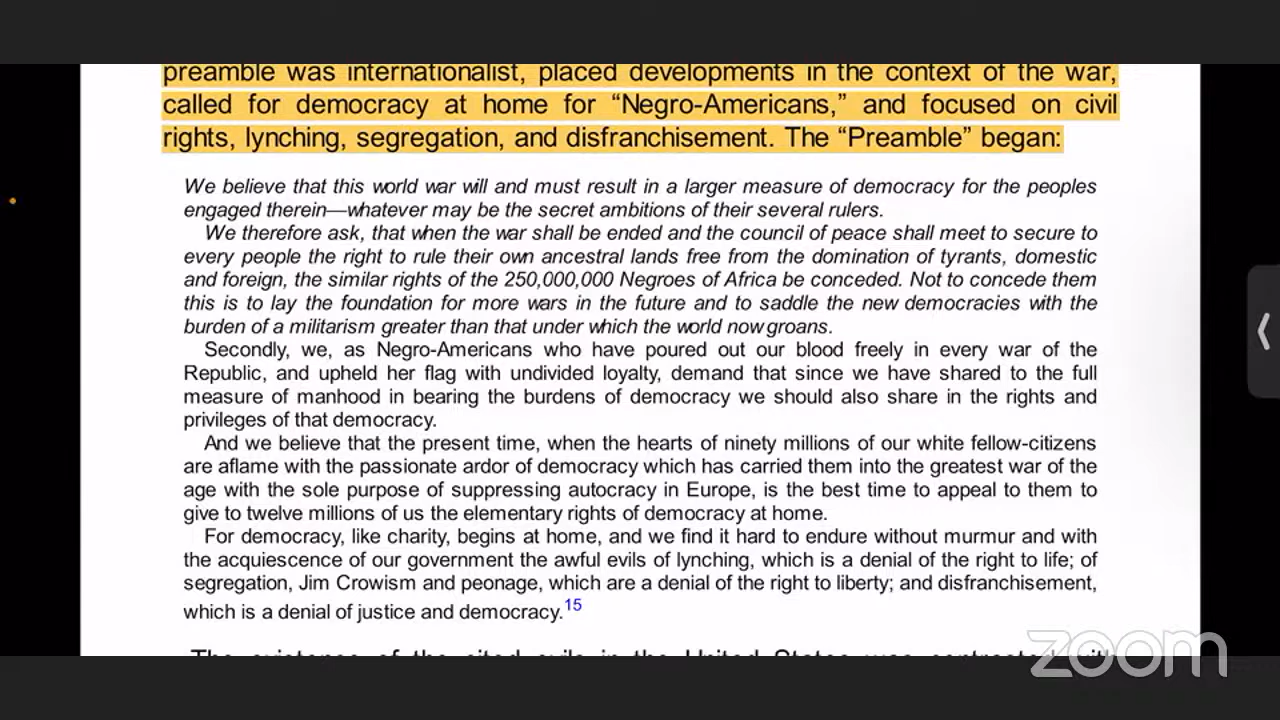 preamble was internationalist, placed developments in the context of the war,
called for democracy at home for “Negro-Americans,” and focused on civil
rights, lynching, segregation, and disfranchisement. The “Preamble” began:
We believe that this world war will and must result in a larger measure of democracy for the peoples
engaged therein—whatever may be the secret ambitions of their several rulers.
We therefore ask, that when the war shall be ended and the council of peace shall meet to secure to
every people the right to rule their own ancestral lands free from the domination of tyrants, domestic
and foreign, the similar rights of the 250,000,000 Negroes of Africa be conceded. Not to concede them
this is to lay the foundation for more wars in the future and to saddle the new democracies with the
burden of a militarism greater than that under which the world now groans.
Secondly, we, as Negro-Americans who have poured out our blood freely in every war of the
Republic, and upheld her flag with undivided loyalty, demand that since we have shared to the full
measure of manhood in bearing the burdens of democracy we should also share in the rights and
privileges of that democracy.
And we believe that the present time, when the hearts of ninety millions of our white fellow-citizens
are aflame with the passionate ardor of democracy which has carried them into the greatest war of the
age with the sole purpose of suppressing autocracy in Europe, is the best time to appeal to them to
give to twelve millions of us the elementary rights of democracy at home.
For democracy, like charity, begins at home, and we find it hard to endure without murmur and with
the acquiescence of our government the awful evils of lynching, which is a denial of the right to life; of
segregation, Jim Crowism and peonage, which are a denial of the right to liberty; and disfranchisement,
which is a denial of justice and democracy.15
The existence of the cited evils in the United States was contrasted with
zoom